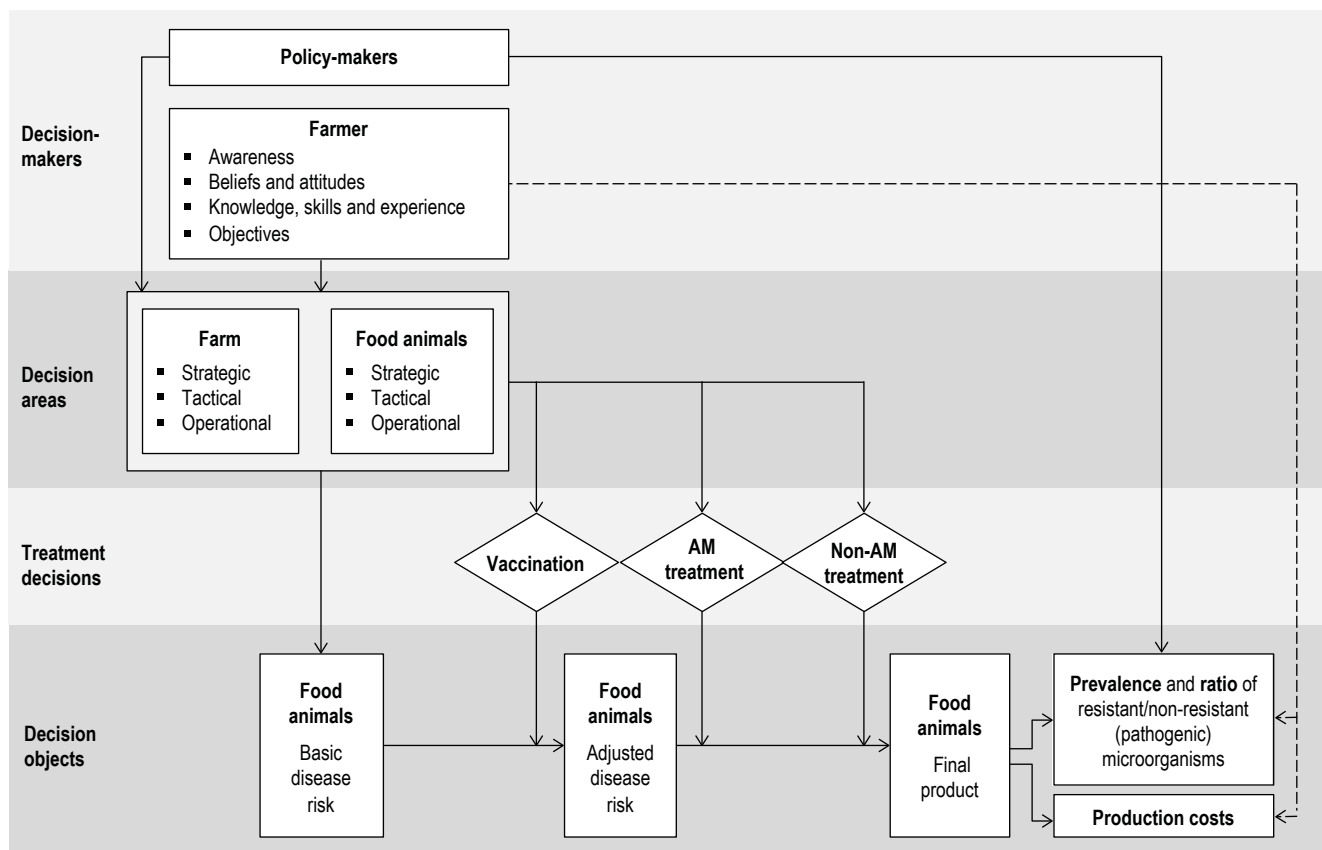 Policy-makers
Decision-
makers
Farmer
▪ Awareness
▪ Beliefs and attitudes
▪ Knowledge, skills and experience
▪ Objectives
Decision
areas
Farm
▪ Strategic
▪ Tactical
▪ Operational
Food animals
▪ Strategic
▪ Tactical
▪ Operational
Treatment
decisions
Vaccination
AM
treatment
Non-AM
treatment
Decision
objects
Food
animals
Basic
disease
risk
Food
animals
Adjusted
disease
risk
Food
animals
Final
product
Prevalence and ratio of
resistant/non-resistant
(pathogenic)
microorganisms
Production costs